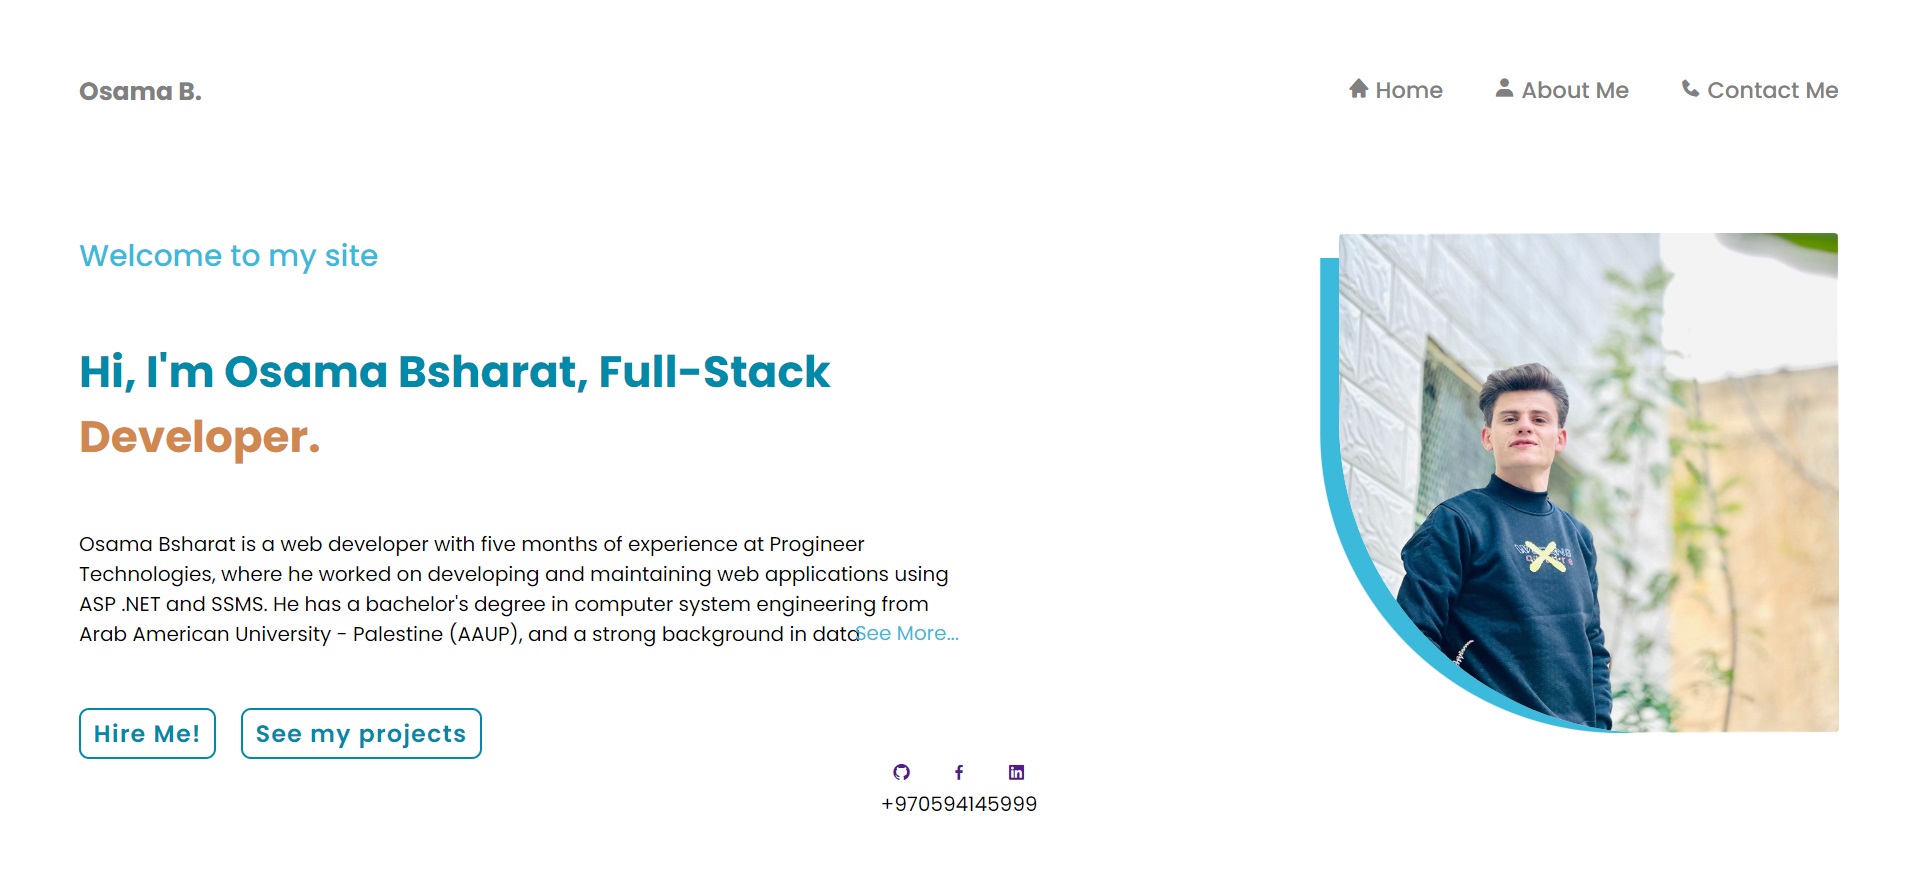 Osama B.
Home
About Me
Contact Me
Welcome to my site
Hi, I'm Osama Bsharat, Full-Stack
Developer.
Osama Bsharat is a web developer with five months of experience at Progineer
Technologies, where he worked on developing and maintaining web applications using
ASP .NET and SSMS. He has a bachelor's degree in computer system engineering from
Arab American University - Palestine (AAUP), and a strong background in data
See More...
Hire Me!
See my projects
+970594145999